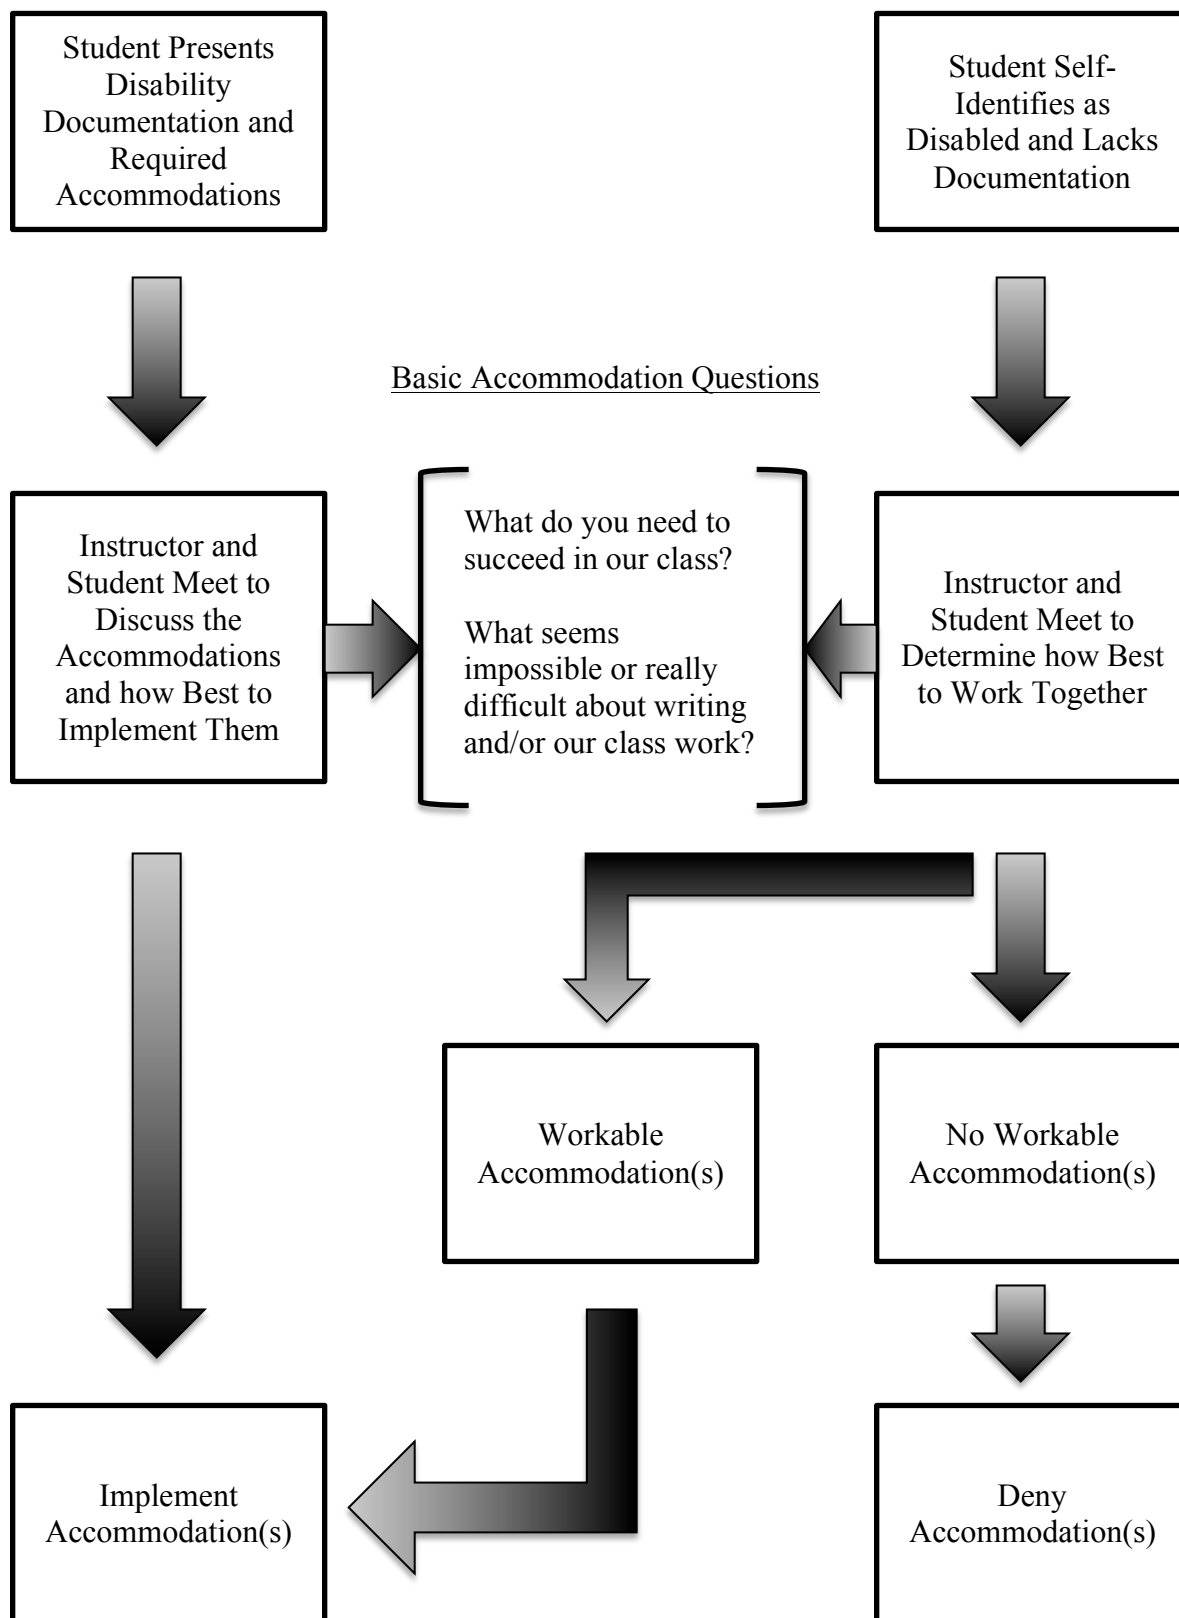 Student Presents
Disability
Documentation and
Required
Accommodations
Student Self-
Identifies as
Disabled and Lacks
Documentation
Basic Accommodation Questions
Instructor and
Student Meet to
Discuss the
Accommodations
and how Best to
Implement Them
What do you need to
succeed in our class?
What seems
impossible or really
difficult about writing
and/or our class work?
Instructor and
Student Meet to
Determine how Best
to Work Together
Workable
Accommodation(s)
No Workable
Accommodation(s)
Implement
Accommodation(s)
Deny
Accommodation(s)